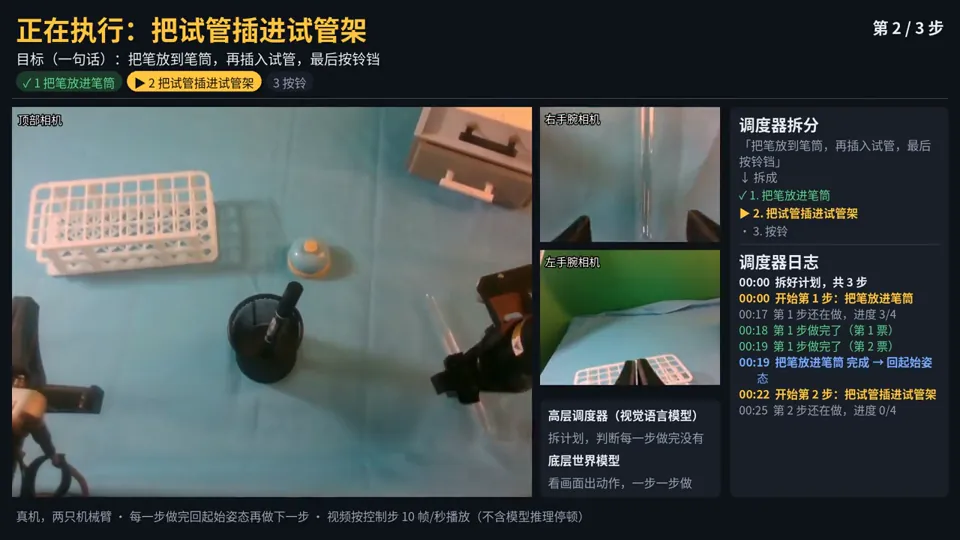 正在执行：把试管插进试管架
第 2 / 3 步
目标（一句话）：把笔放到笔筒，再插入试管，最后按铃铛
✓ 1 把笔放进笔筒
▶ 2 把试管插进试管架
3 按铃
顶部相机
右手腕相机
左手腕相机
高层调度器（视觉语言模型）
拆计划，判断每一步做完没有
底层世界模型
看画面出动作，一步一步做
调度器拆分
「把笔放到笔筒，再插入试管，最后
按铃铛」
↓ 拆成
✓ 1. 把笔放进笔筒
▶ 2. 把试管插进试管架
· 3. 按铃
调度器日志
00:00 拆好计划，共 3 步
00:00 开始第 1 步：把笔放进笔筒
00:17 第 1 步还在做，进度 3/4
00:18 第 1 步做完了（第 1 票）
00:19 第 1 步做完了（第 2 票）
00:19 把笔放进笔筒 完成 → 回起始姿
态
00:22 开始第 2 步：把试管插进试管架
00:25 第 2 步还在做，进度 0/4
真机，两只机械臂 · 每一步做完回起始姿态再做下一步 · 视频按控制步 10 帧/秒播放（不含模型推理停顿）